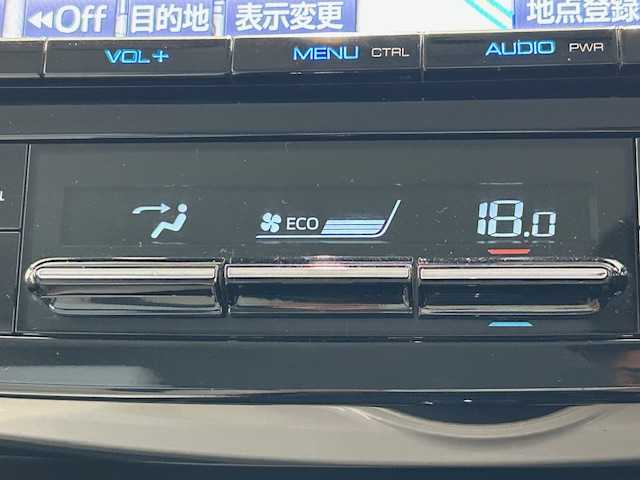 ◀◀Off 目的地 表示変更 地点登録
VOL+ MENU CTRL AUDIO PWR
ECO 18.0